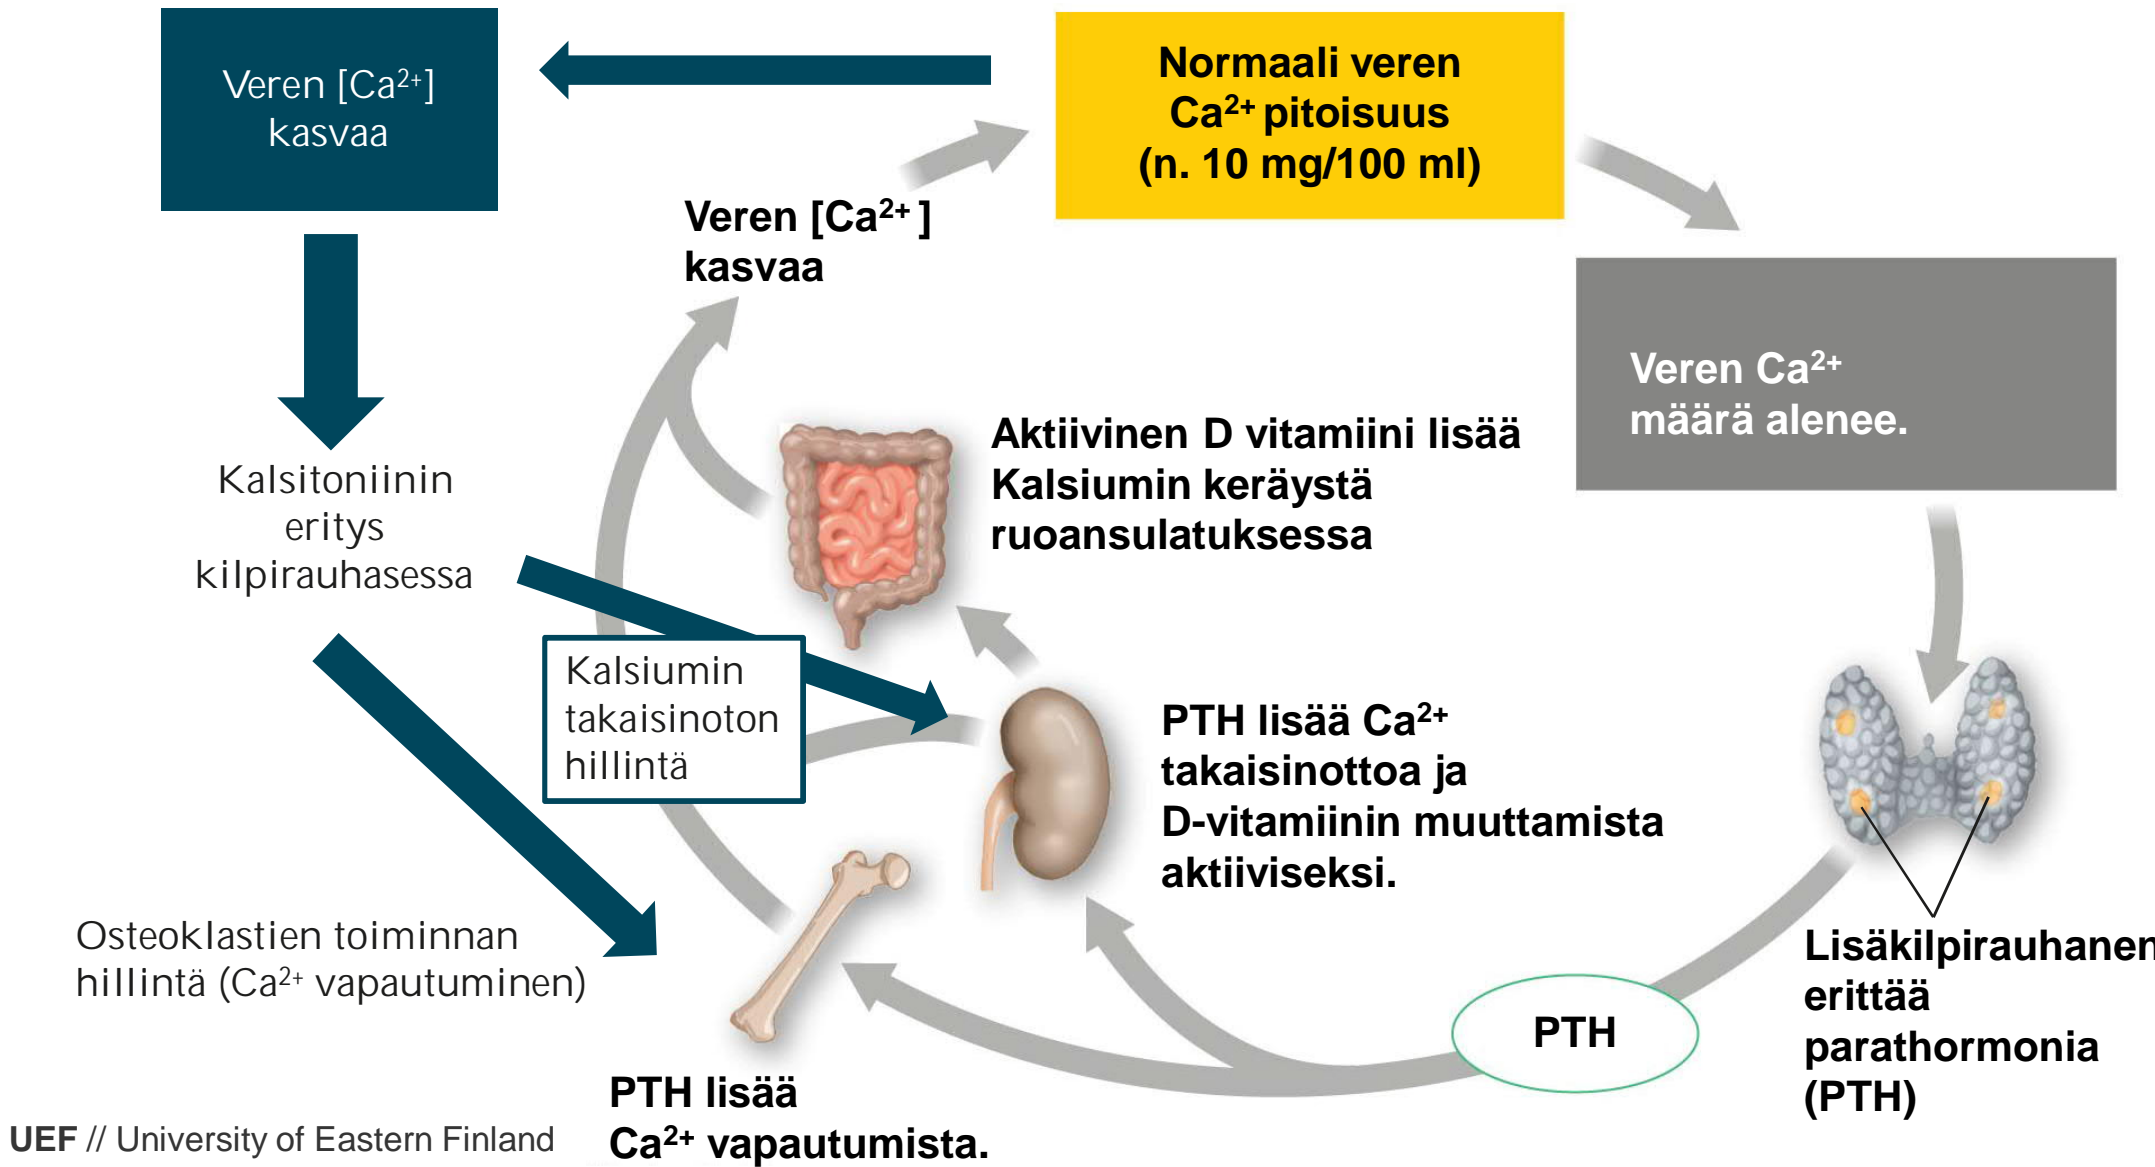 Veren [Ca²⁺]
kasvaa
Normaali veren
Ca²⁺ pitoisuus
(n. 10 mg/100 ml)
Veren [Ca²⁺ ]
kasvaa
Veren Ca²⁺
määrä alenee.
Aktiivinen D vitamiini lisää
Kalsiumin keräystä
ruoansulatuksessa
Kalsitoniinin
eritys
kilpirauhasessa
Kalsiumin
takaisinoton
hillintä
PTH lisää Ca²⁺
takaisinottoa ja
D-vitamiinin muuttamista
aktiiviseksi.
Osteoklastien toiminnan
hillintä (Ca²⁺ vapautuminen)
Lisäkilpirauhanen
erittää
parathormonia
(PTH)
PTH
PTH lisää
Ca²⁺ vapautumista.
UEF // University of Eastern Finland